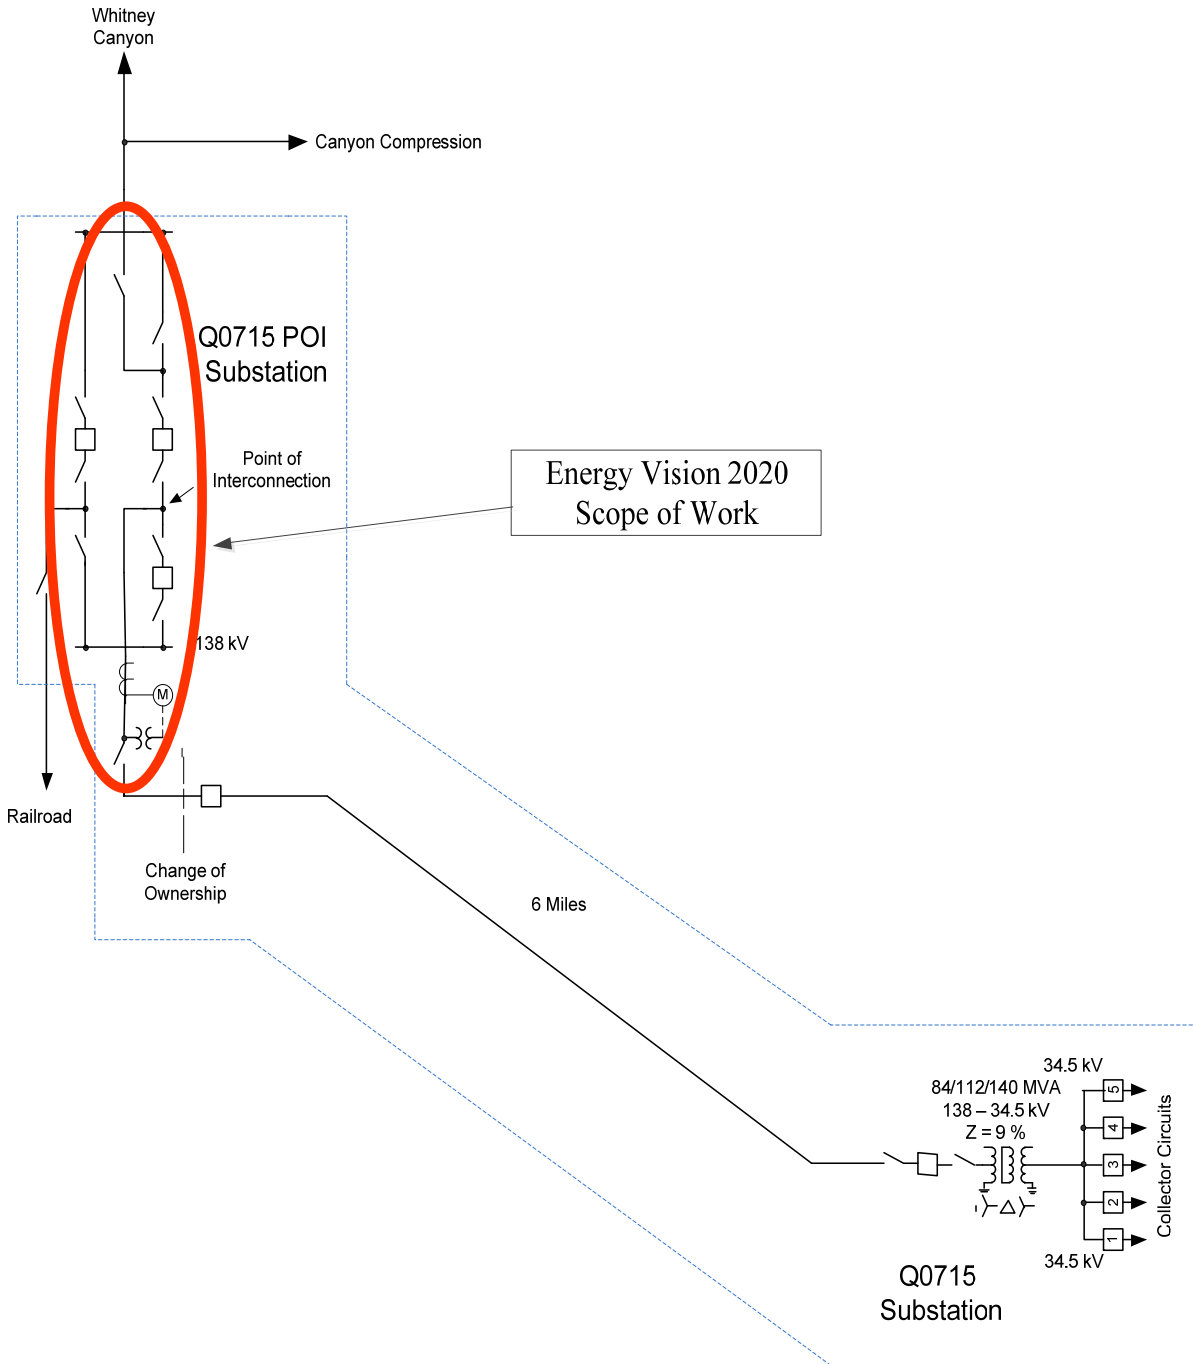 Whitney
Canyon
Canyon Compression
Q0715 POI
Substation
Point of
Interconnection
Energy Vision 2020
Scope of Work
138 kV
M
Railroad
Change of
Ownership
6 Miles
34.5 kV
84/112/140 MVA
138 – 34.5 kV
Z = 9 %
5
4
3
2
1
Collector Circuits
34.5 kV
Q0715
Substation